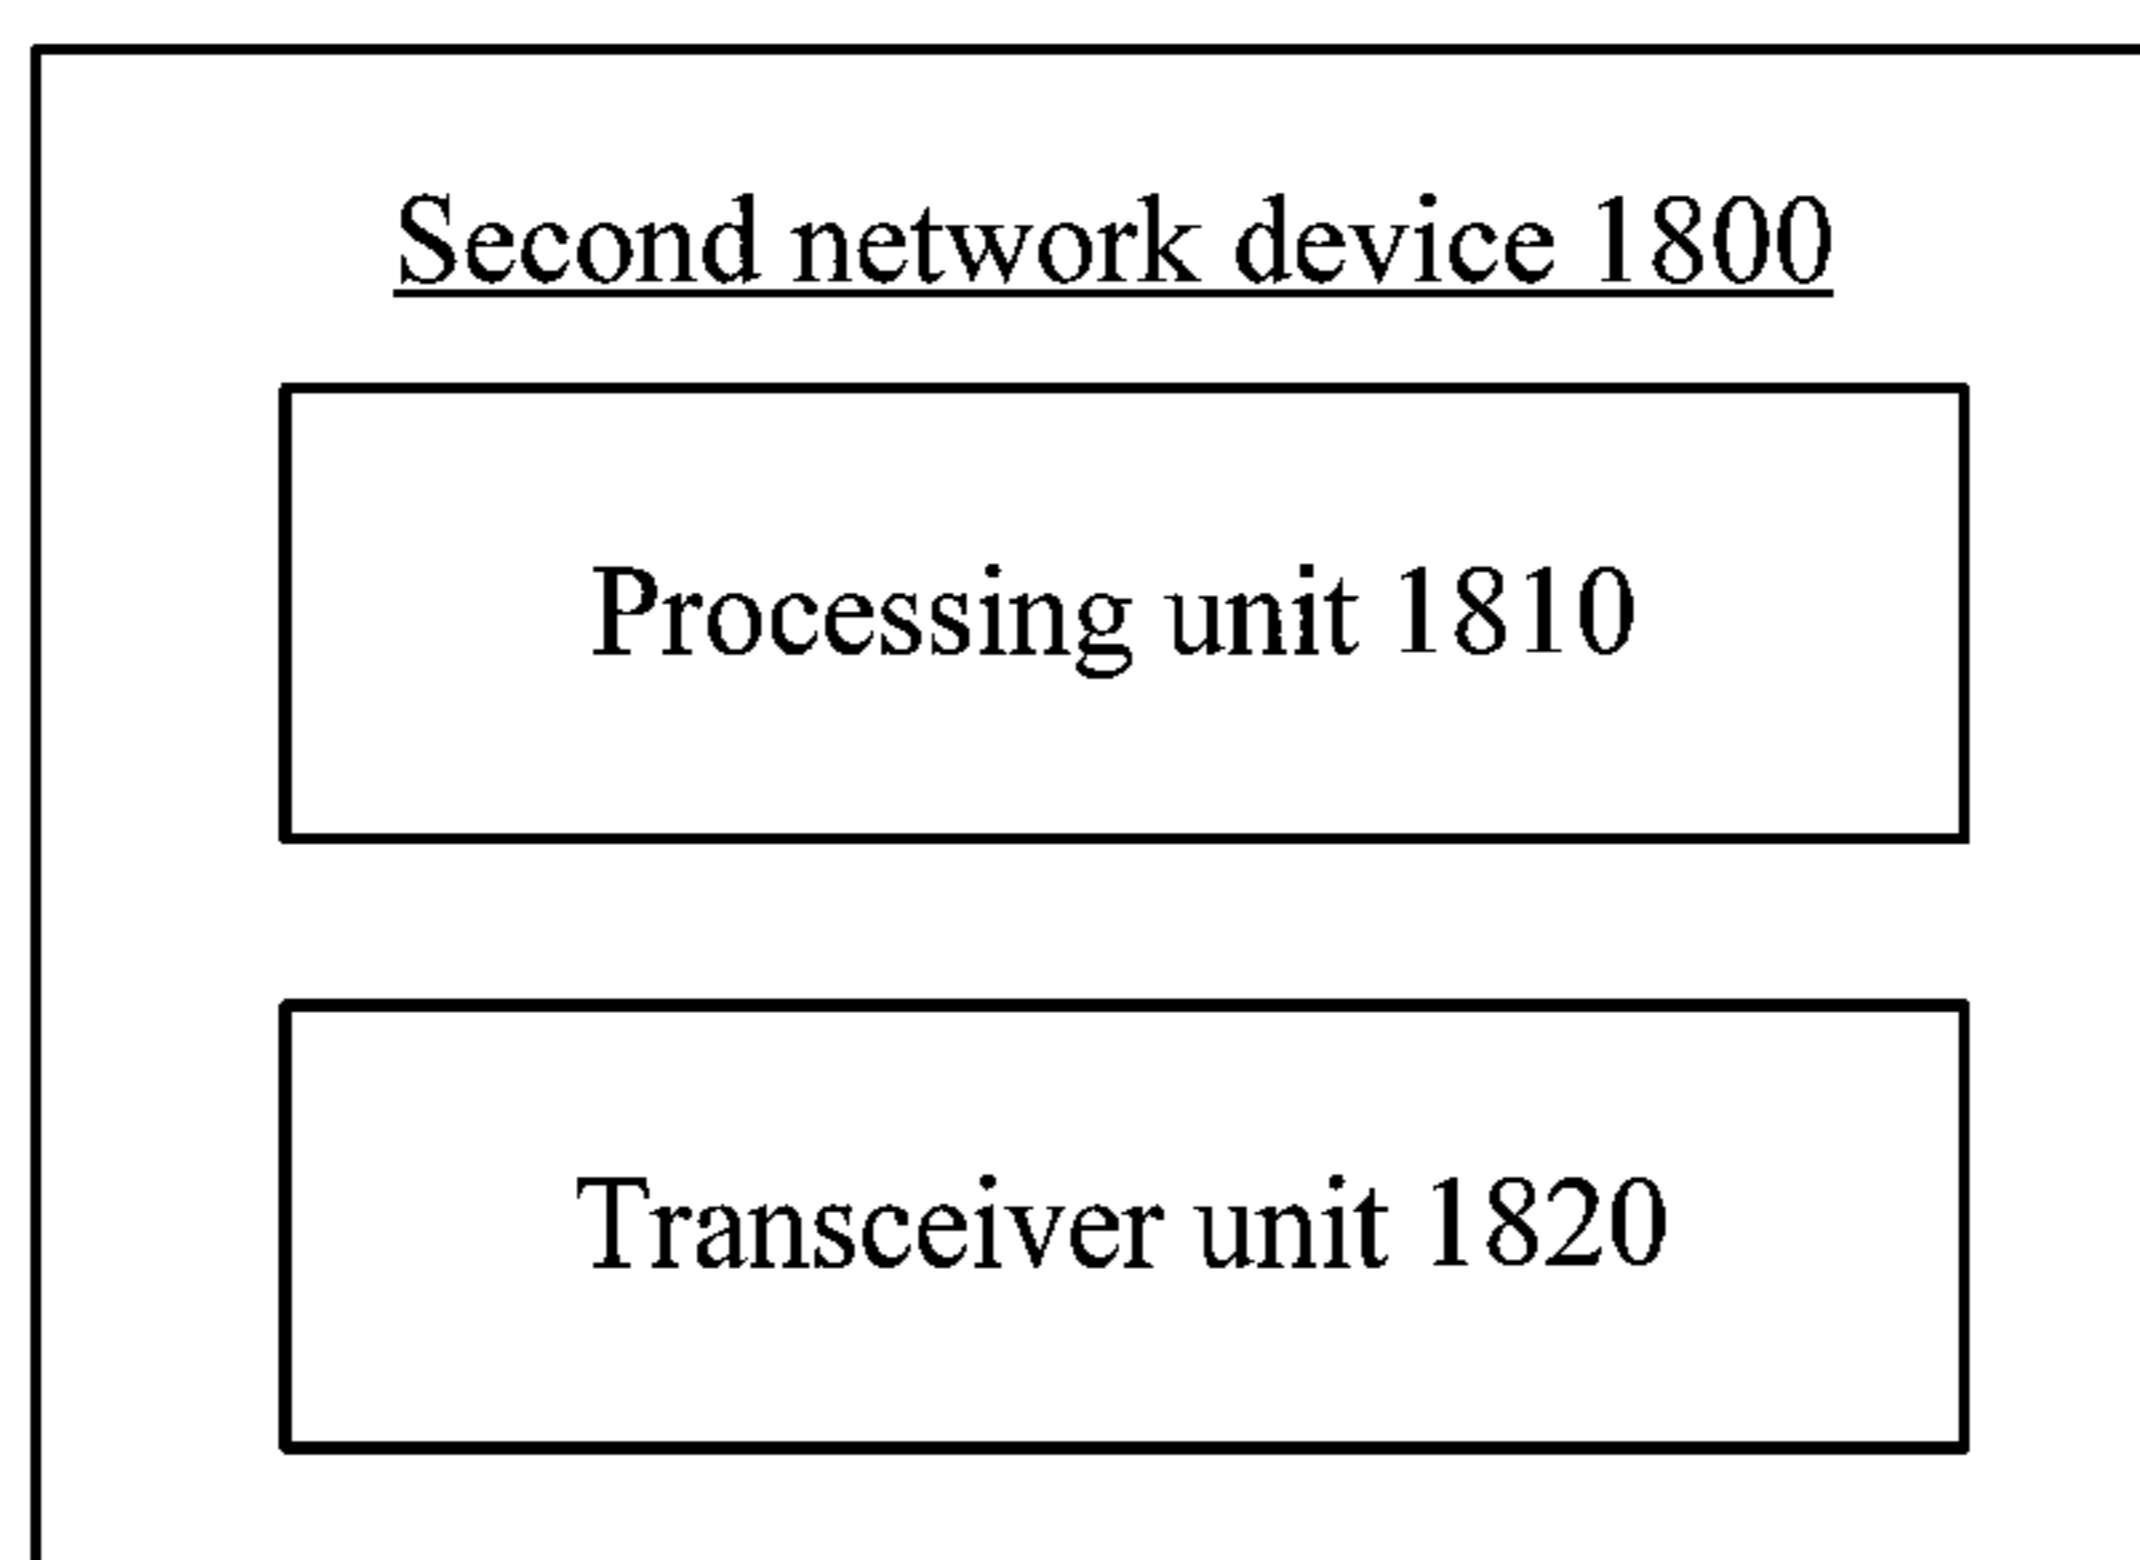 Second network device 1800
Processing unit 1810
Transceiver unit 1820